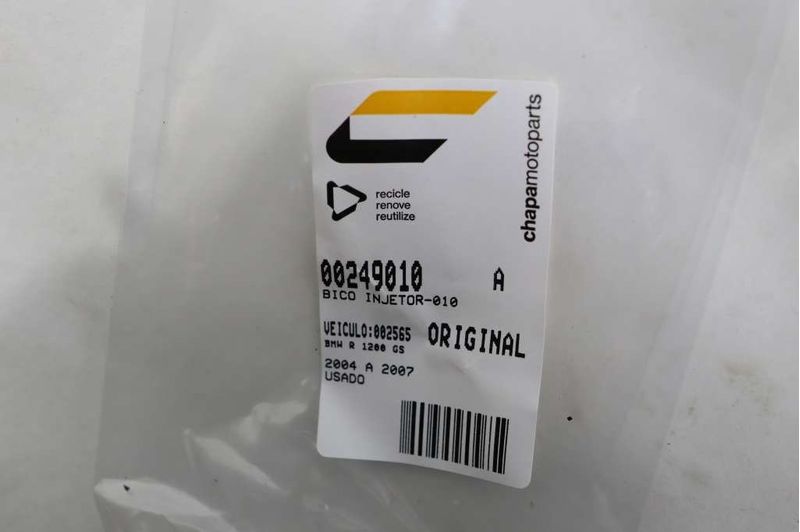 chapamotoparts
recicle
renove
reutilize
00249010 A
BICO INJETOR-010
VEICULO:002565 ORIGINAL
BMW R 1200 GS
2004 A 2007
USADO